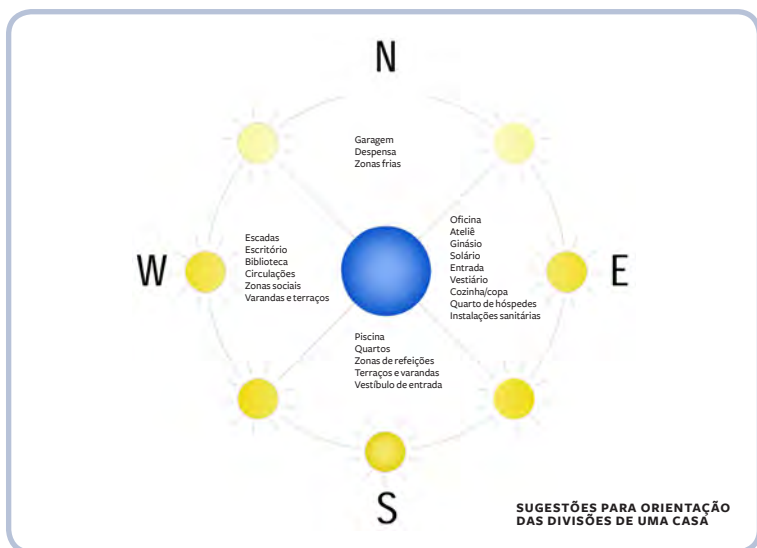 N
Garagem
Despensa
Zonas frias
W
Escadas
Escritório
Biblioteca
Circulações
Zonas sociais
Varandas e terraços
Oficina
Ateliê
Ginásio
Solário
Entrada
Vestiário
Cozinha/copa
Quarto de hóspedes
Instalações sanitárias
E
Piscina
Quartos
Zonas de refeições
Terraços e varandas
Vestíbulo de entrada
S
SUGESTÕES PARA ORIENTAÇÃO
DAS DIVISÕES DE UMA CASA